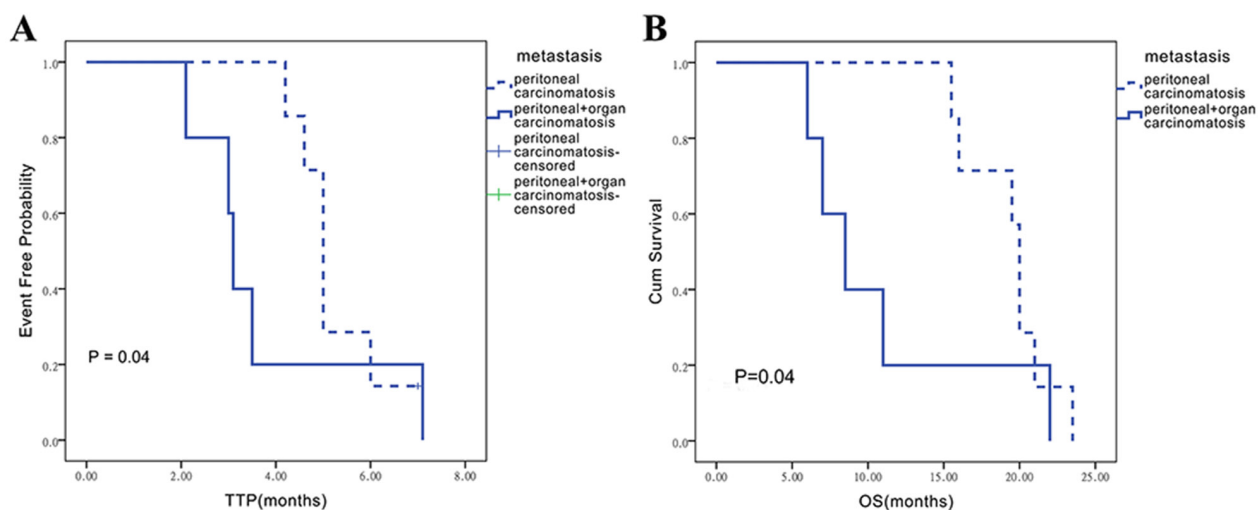 A
metastasis
peritoneal
carcinomatosis
peritoneal+organ
carcinomatosis
peritoneal
carcinomatosis-
censored
peritoneal+organ
carcinomatosis-
censored
Event Free Probability
1.0
0.8
0.6
0.4
0.2
0.0
P = 0.04
0.00 2.00 4.00 6.00 8.00
TTP(months)
B
metastasis
peritoneal
carcinomatosis
peritoneal+organ
carcinomatosis
Cum Survival
1.0
0.8
0.6
0.4
0.2
0.0
P=0.04
0.00 5.00 10.00 15.00 20.00 25.00
OS(months)